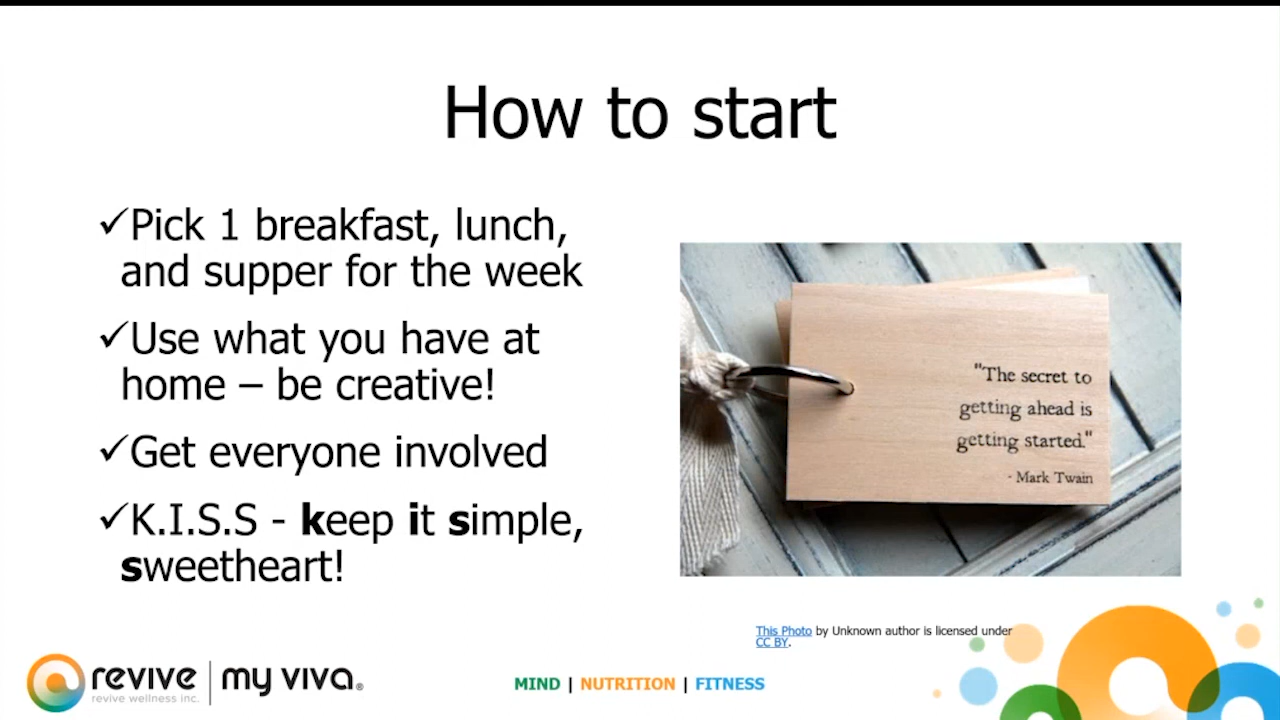 How to start
✓Pick 1 breakfast, lunch,
and supper for the week
✓Use what you have at
home – be creative!
✓Get everyone involved
✓K.I.S.S - keep it simple,
sweetheart!
"The secret to
getting ahead is
getting started."
- Mark Twain
This Photo by Unknown author is licensed under
CC BY.
revive | my viva®
revive wellness inc.
MIND | NUTRITION | FITNESS